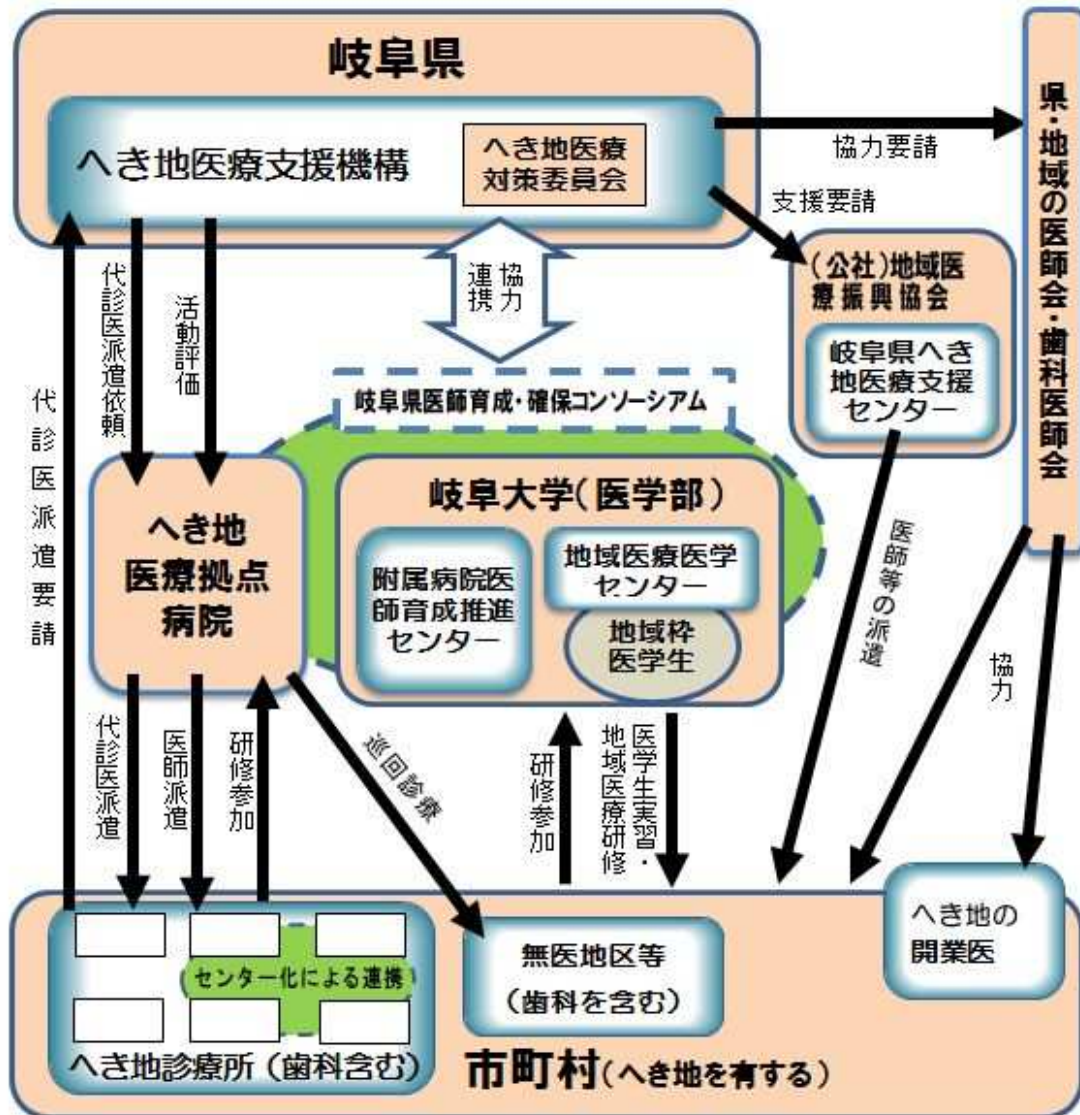 岐阜県
へき地医療支援機構
へき地医療
対策委員会
協力要請
支援要請
県・地域の医師会・歯科医師会
(公社)地域医
療振興協会
岐阜県へき
地医療支援
センター
協力
連携
代診医派遣依頼
活動評価
代診医派遣要請
岐阜県医師育成・確保コンソーシアム
へき地
医療拠点
病院
岐阜大学(医学部)
附属病院医
師育成推進
センター
地域医療医学
センター
地域枠
医学生
医師等の派遣
協力
代診医派遣
医師派遣
研修参加
巡回診療
研修参加
医学生実習・
地域医療研修
へき地の
開業医
センター化による連携
無医地区等
(歯科を含む)
へき地診療所(歯科含む)
市町村(へき地を有する)